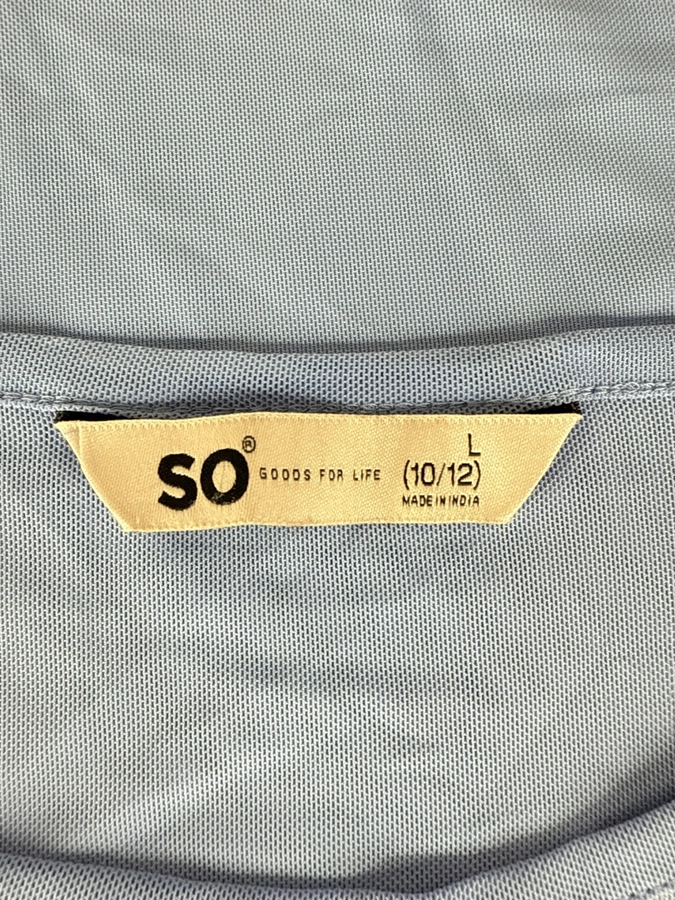 SO® GOODS FOR LIFE
L
(10/12)
MADE IN INDIA